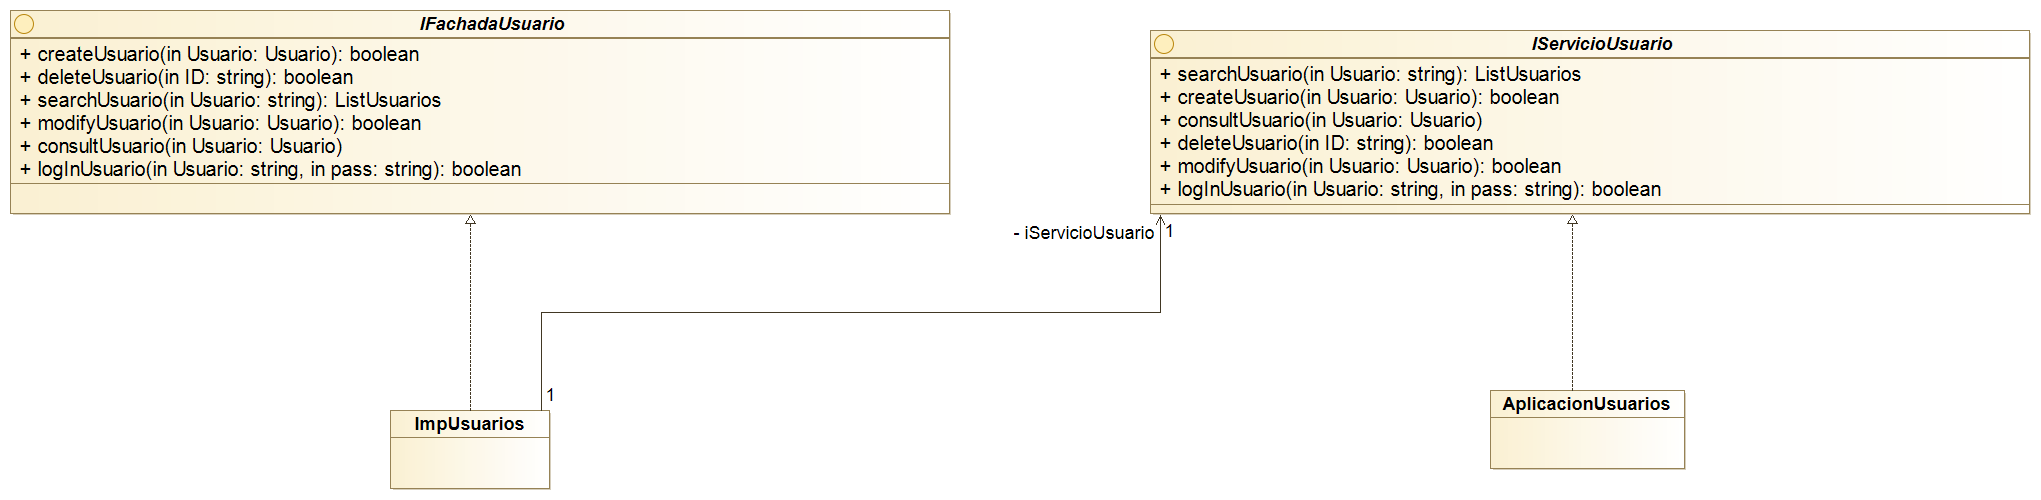 IFachadaUsuario
+ createUsuario(in Usuario: Usuario): boolean
+ deleteUsuario(in ID: string): boolean
+ searchUsuario(in Usuario: string): ListUsuarios
+ modifyUsuario(in Usuario: Usuario): boolean
+ consultUsuario(in Usuario: Usuario)
+ logInUsuario(in Usuario: string, in pass: string): boolean
IServicioUsuario
+ searchUsuario(in Usuario: string): ListUsuarios
+ createUsuario(in Usuario: Usuario): boolean
+ consultUsuario(in Usuario: Usuario)
+ deleteUsuario(in ID: string): boolean
+ modifyUsuario(in Usuario: Usuario): boolean
+ logInUsuario(in Usuario: string, in pass: string): boolean
- iServicioUsuario
1
1
ImpUsuarios
AplicacionUsuarios